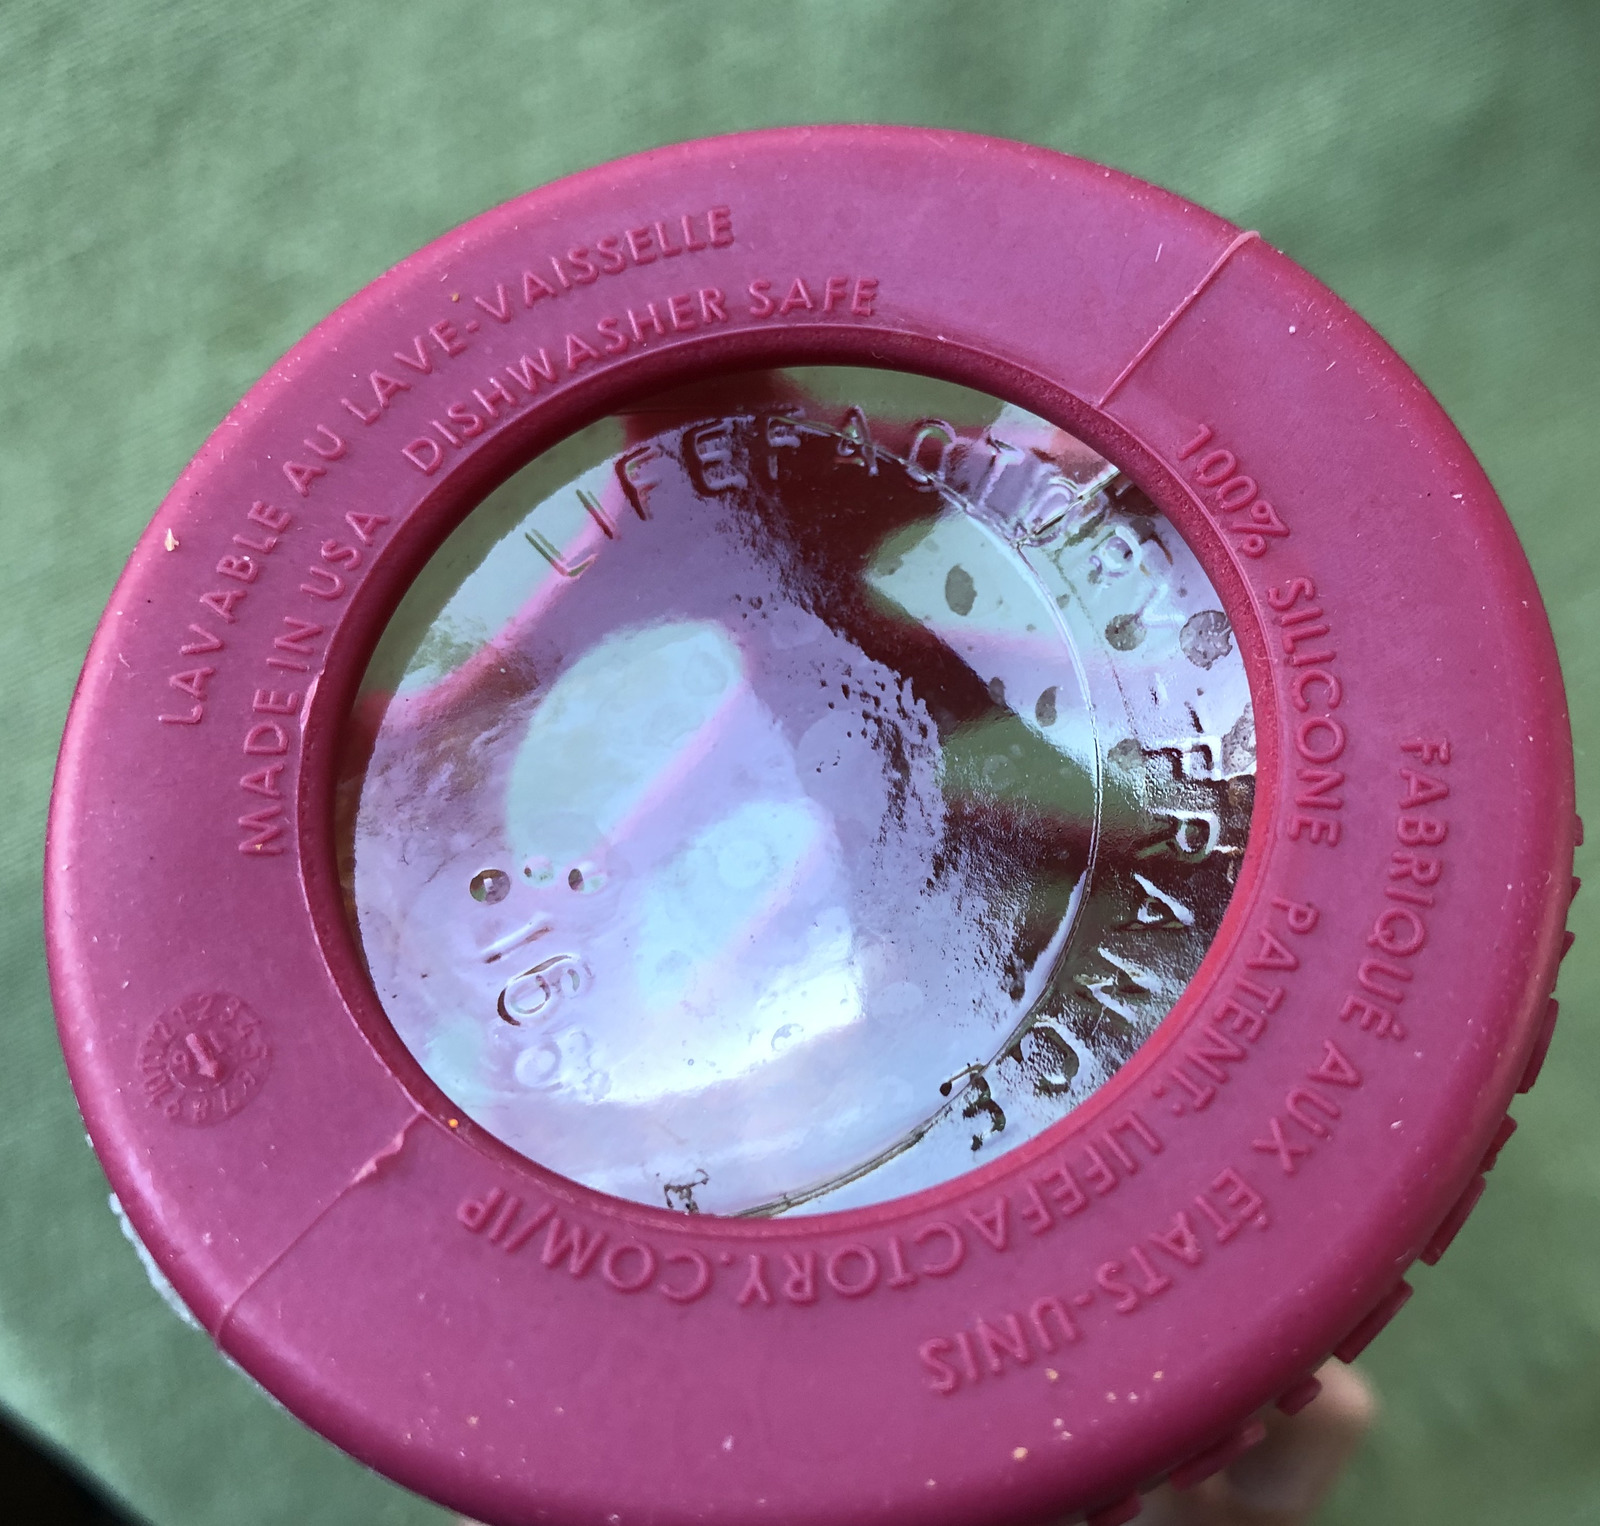 LAVABLE AU LAVE-VAISSELLE
MADE IN USA DISHWASHER SAFE
100% SILICONE PATENT: LIFEFACTORY.COM/IP
FABRIQUÉ AUX ÉTATS-UNIS
LIFEFACTORY - FRANCE
16